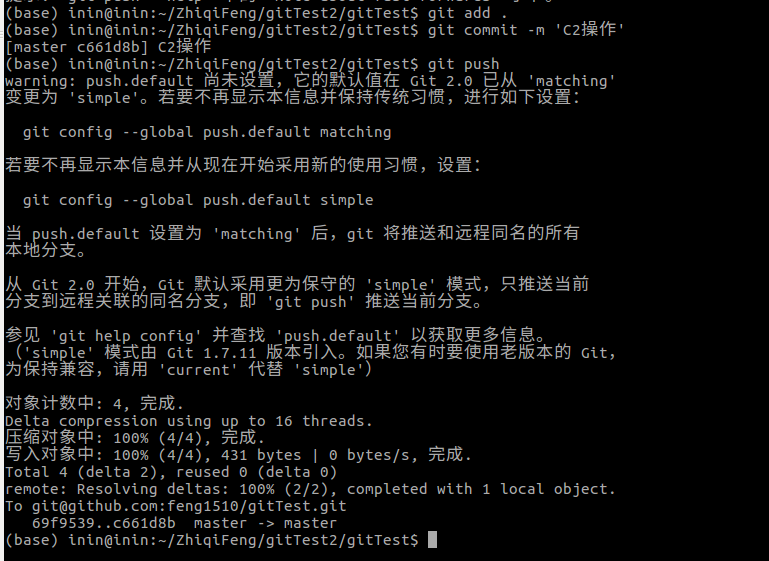 (base) inin@inin:~/ZhiqiFeng/gitTest2/gitTest$ git add .
(base) inin@inin:~/ZhiqiFeng/gitTest2/gitTest$ git commit -m 'C2操作'
[master c661d8b] C2操作
(base) inin@inin:~/ZhiqiFeng/gitTest2/gitTest$ git push
warning: push.default 尚未设置，它的默认值在 Git 2.0 已从 'matching'
变更为 'simple'。若要不再显示本信息并保持传统习惯，进行如下设置：
git config --global push.default matching
若要不再显示本信息并从现在开始采用新的使用习惯，设置：
git config --global push.default simple
当 push.default 设置为 'matching' 后，git 将推送和远程同名的所有
本地分支。
从 Git 2.0 开始，Git 默认采用更为保守的 'simple' 模式，只推送当前
分支到远程关联的同名分支，即 'git push' 推送当前分支。
参见 'git help config' 并查找 'push.default' 以获取更多信息。
（'simple' 模式由 Git 1.7.11 版本引入。如果您有时要使用老版本的 Git，
为保持兼容，请用 'current' 代替 'simple'）
对象计数中: 4, 完成.
Delta compression using up to 16 threads.
压缩对象中: 100% (4/4), 完成.
写入对象中: 100% (4/4), 431 bytes | 0 bytes/s, 完成.
Total 4 (delta 2), reused 0 (delta 0)
remote: Resolving deltas: 100% (2/2), completed with 1 local object.
To git@github.com:feng1510/gitTest.git
69f9539..c661d8b  master -> master
(base) inin@inin:~/ZhiqiFeng/gitTest2/gitTest$